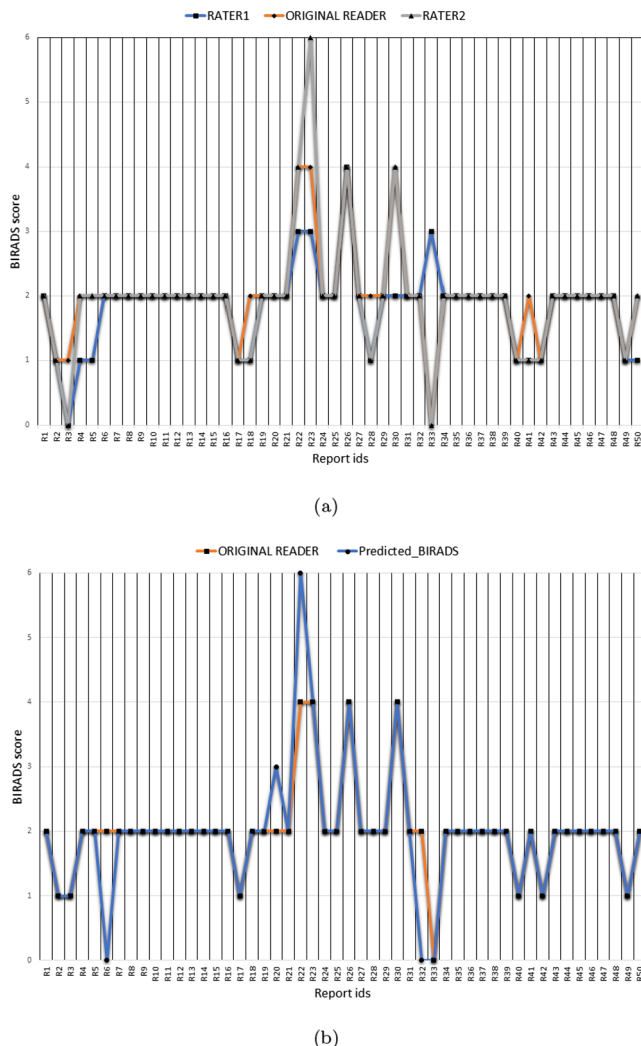 RATER1 ORIGINAL READER RATER2
6
5
4
3
2
1
0
BIRADS score
R1 R2 R3 R4 R5 R6 R7 R8 R9 R10 R11 R12 R13 R14 R15 R16 R17 R18 R19 R20 R21 R22 R23 R24 R25 R26 R27 R28 R29 R30 R31 R32 R33 R34 R35 R36 R37 R38 R39 R40 R41 R42 R43 R44 R45 R46 R47 R48 R49 R50
Report ids
(a)
ORIGINAL READER Predicted_BIRADS
6
5
4
3
2
1
0
BIRADS score
R1 R2 R3 R4 R5 R6 R7 R8 R9 R10 R11 R12 R13 R14 R15 R16 R17 R18 R19 R20 R21 R22 R23 R24 R25 R26 R27 R28 R29 R30 R31 R32 R33 R34 R35 R36 R37 R38 R39 R40 R41 R42 R43 R44 R45 R46 R47 R48 R49 R50
Report ids
(b)